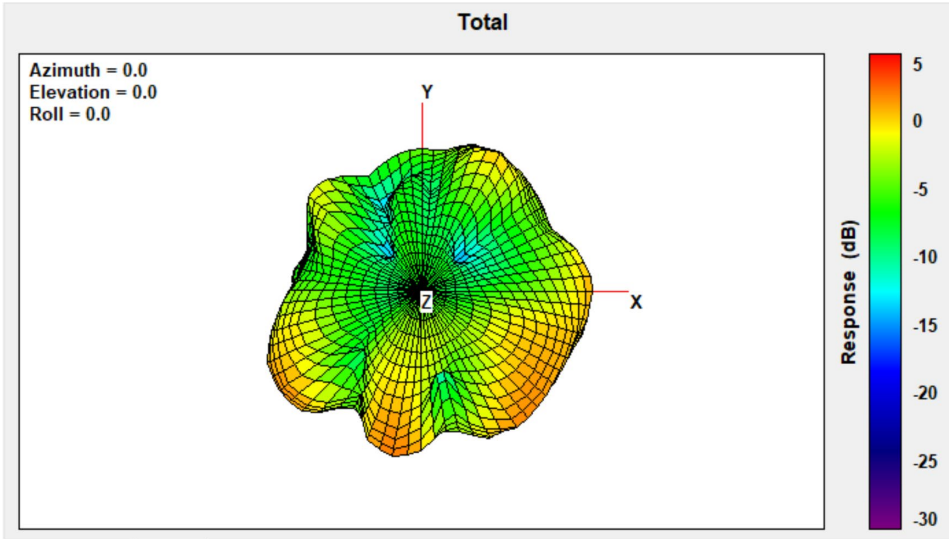 Total
Azimuth = 0.0
Elevation = 0.0
Roll = 0.0
Y
Z
X
Response (dB)
5
0
-5
-10
-15
-20
-25
-30